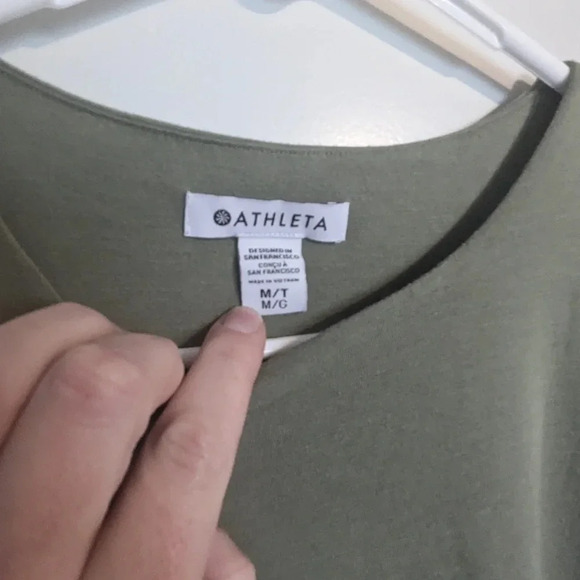 ATHLETA
DESIGNED IN
SAN FRANCISCO
CONÇU À
SAN FRANCISCO
MADE IN VIETNAM
M/T
M/G